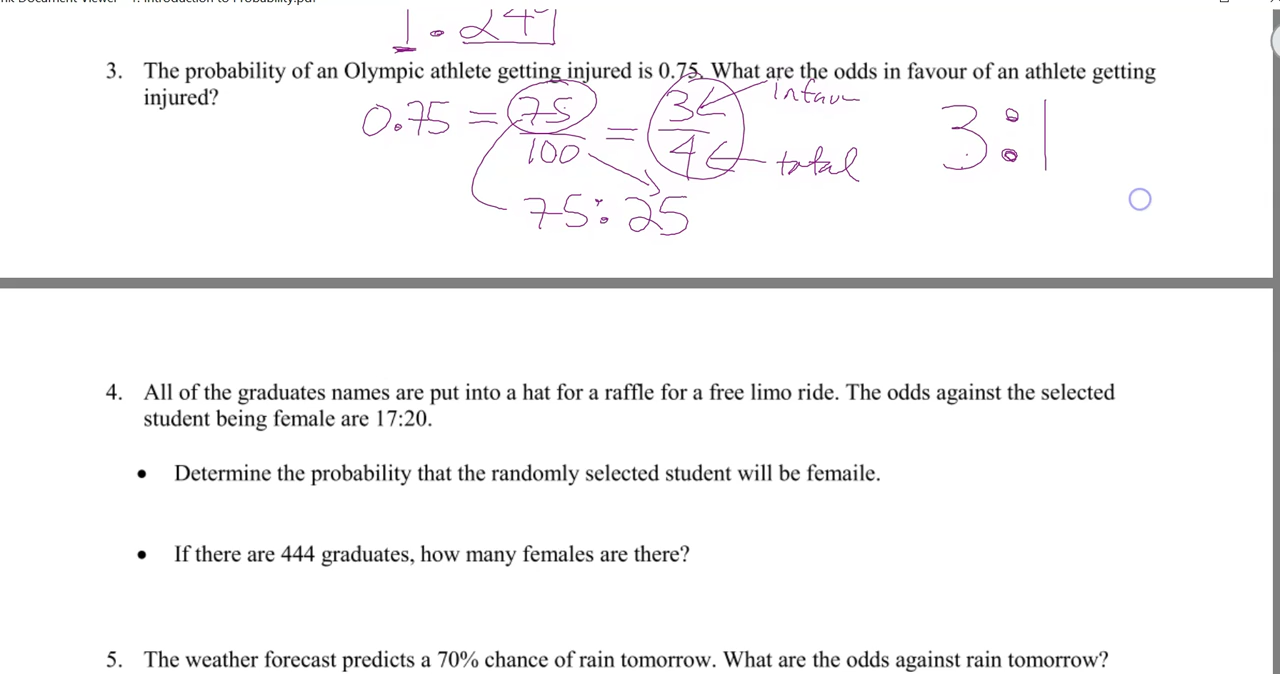 1 :
3. The probability of an Olympic athlete getting injured is 0.75. What are the odds in favour of an athlete getting
injured?
0.75 = 75/100 = 3/4 infavour total 3:1
75:25
4. All of the graduates names are put into a hat for a raffle for a free limo ride. The odds against the selected
student being female are 17:20.
• Determine the probability that the randomly selected student will be femaile.
• If there are 444 graduates, how many females are there?
5. The weather forecast predicts a 70% chance of rain tomorrow. What are the odds against rain tomorrow?